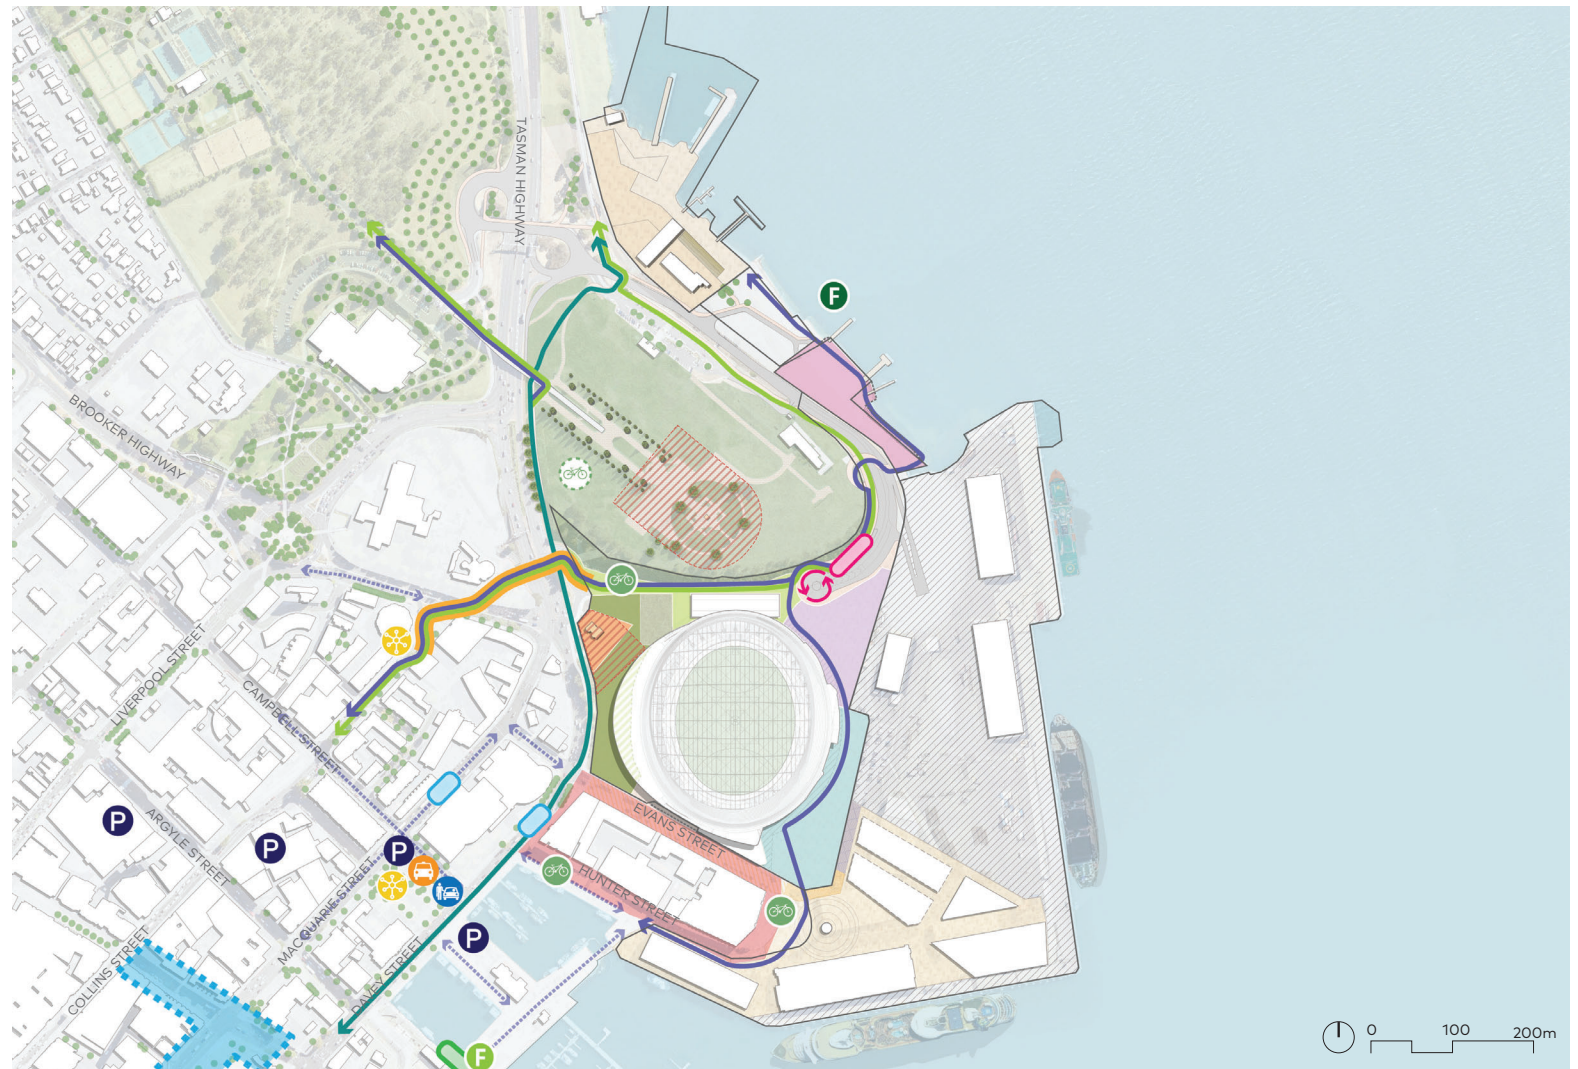 TASMAN HIGHWAY
F
BROOKER HIGHWAY
LIVERPOOL STREET
CAMPBELL STREET
P
ARGYLE STREET
P
P
EVANS STREET
HUNTER STREET
MACQUARIE STREET
P
COLLINS STREET
DAVEY STREET
F
0 100 200m